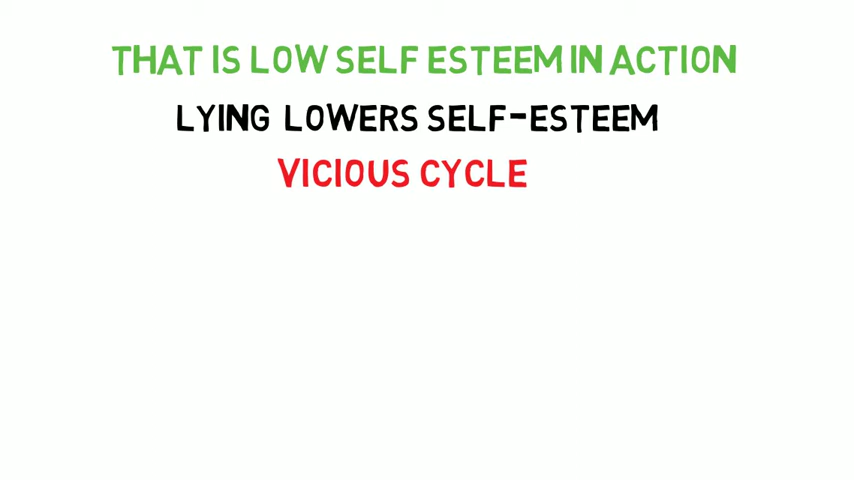 THAT IS LOW SELF ESTEEM IN ACTION
LYING LOWERS SELF-ESTEEM
VICIOUS CYCLE